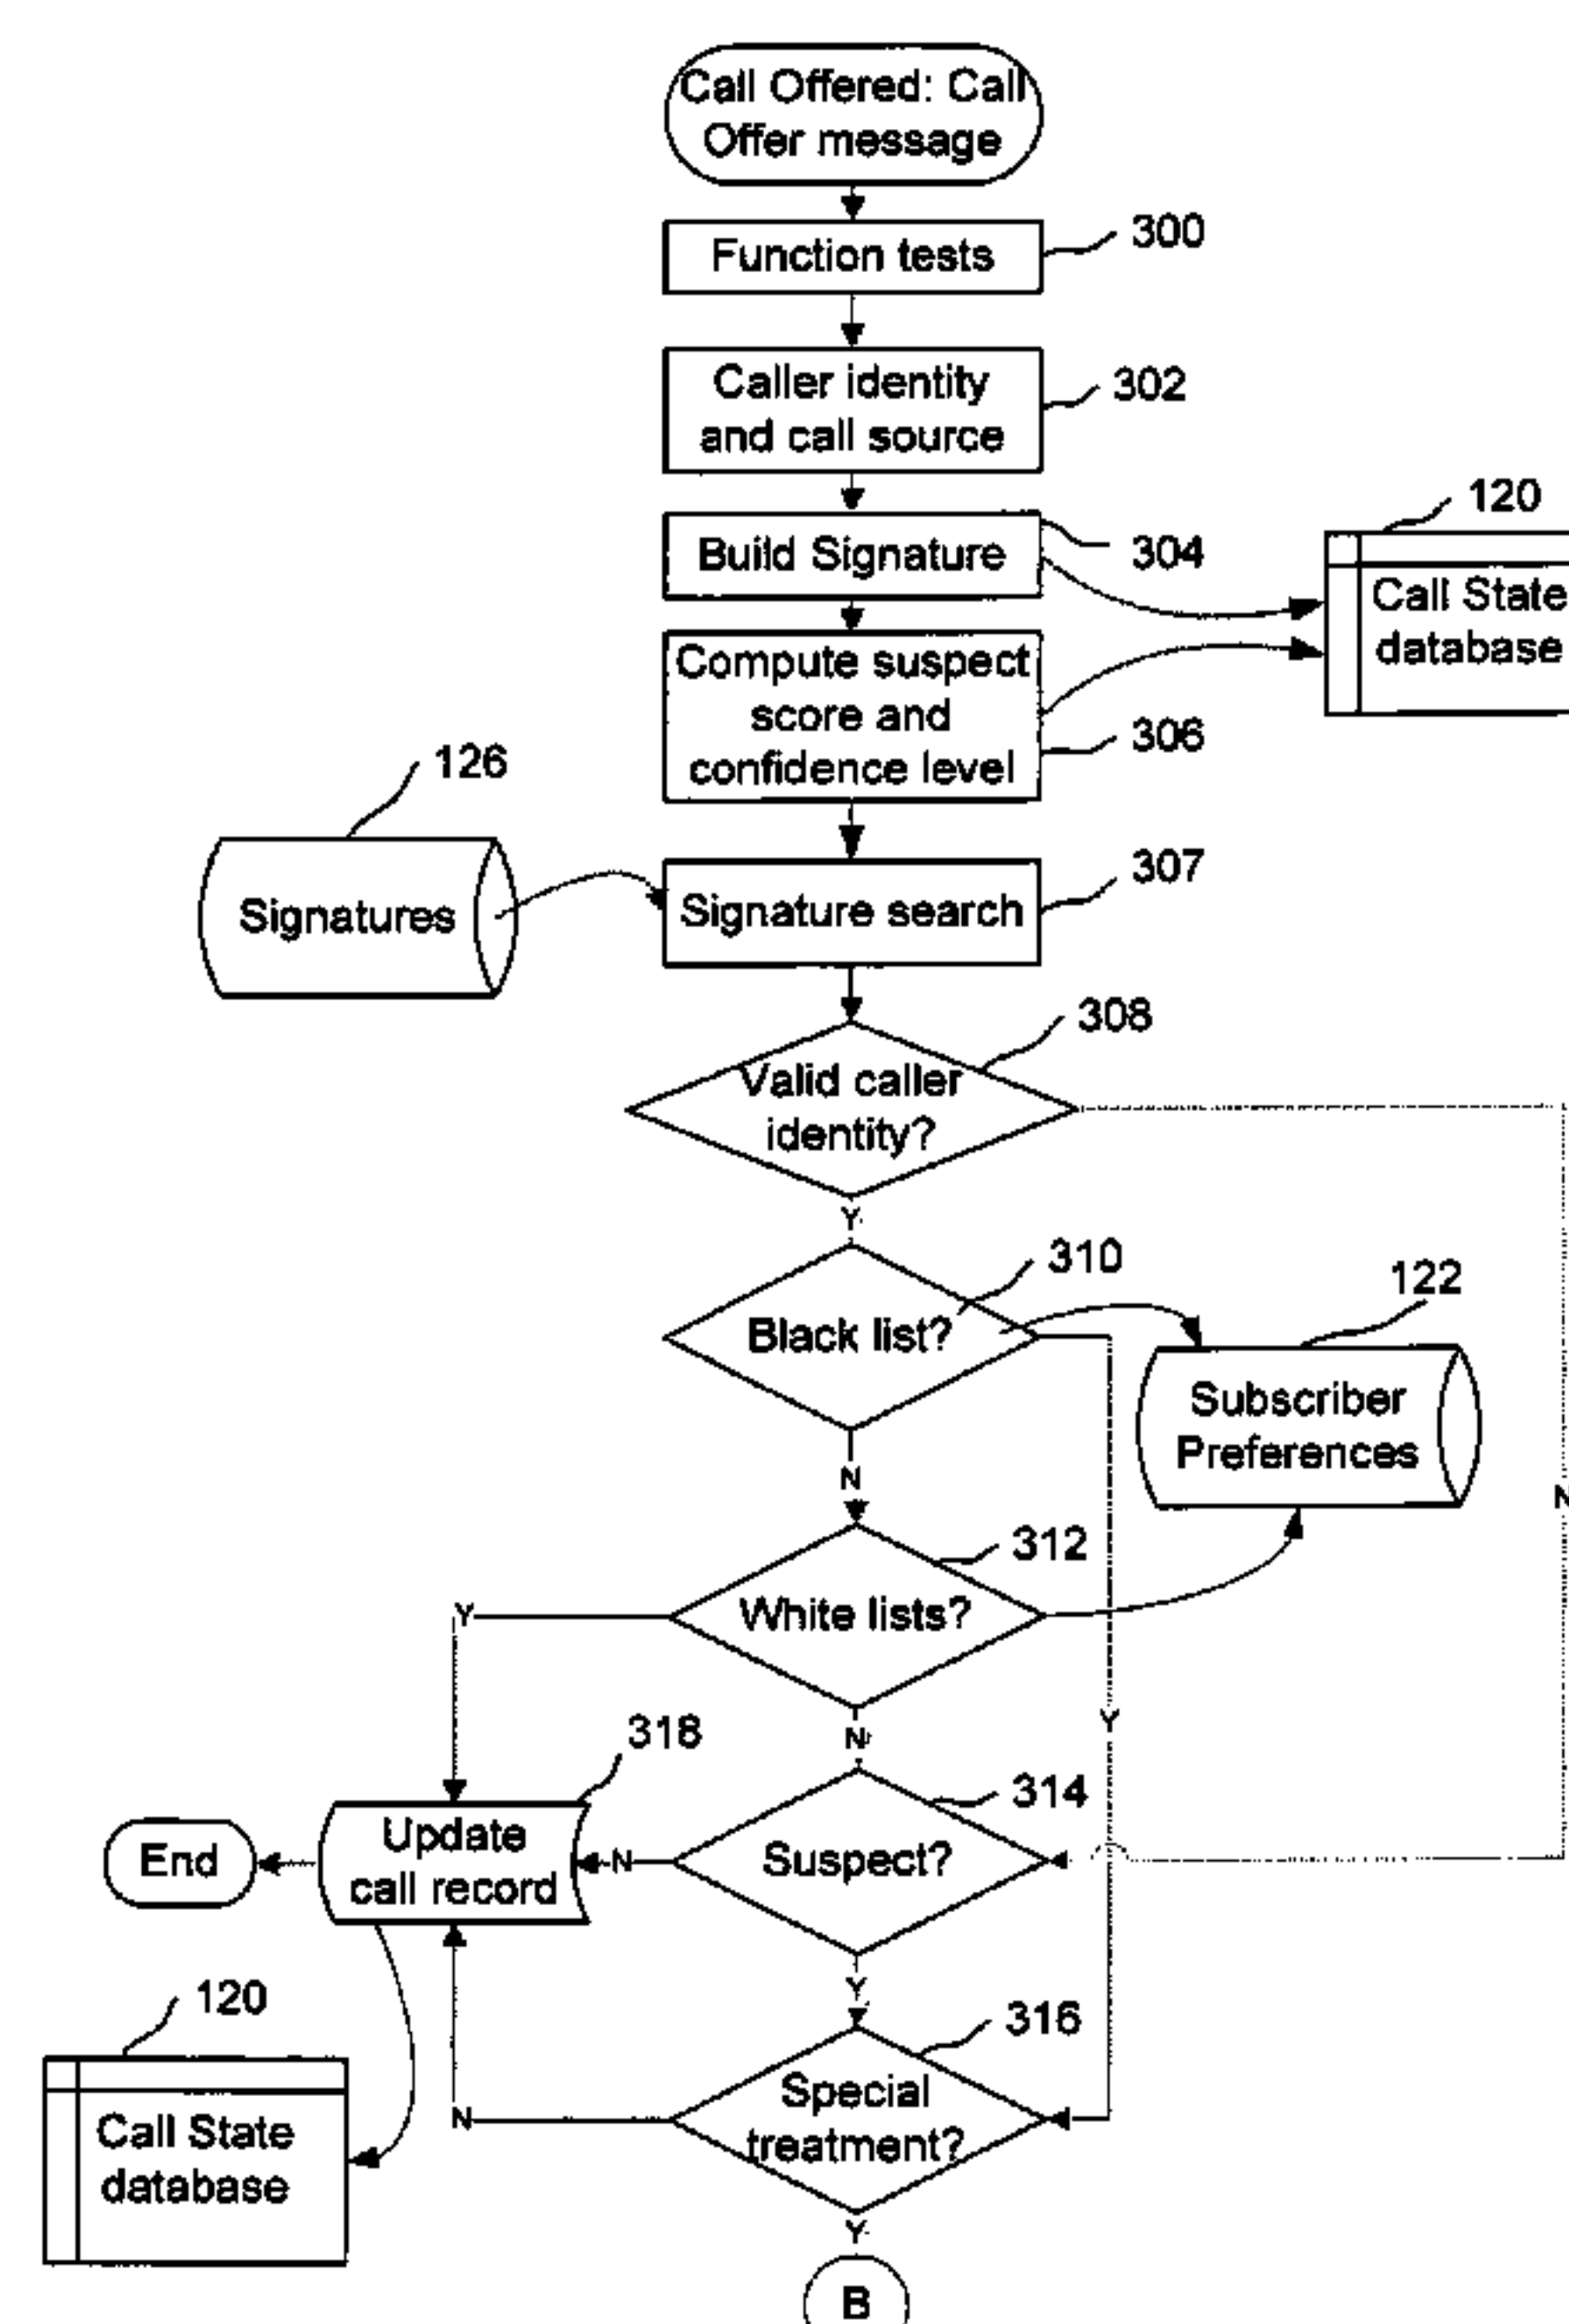 Call Offered: Call
Offer message
300
Function tests
Caller identity
and call source
302
120
Build Signature
304
Call State
database
Compute suspect
score and
confidence level
306
126
307
Signatures
Signature search
308
Valid caller
identity?
Y
310
122
Black list?
Subscriber
Preferences
N
N
312
White lists?
Y
Y
318
N
314
Update
call record
End
N
Suspect?
120
Y
316
Special
treatment?
N
Call State
database
Y
B